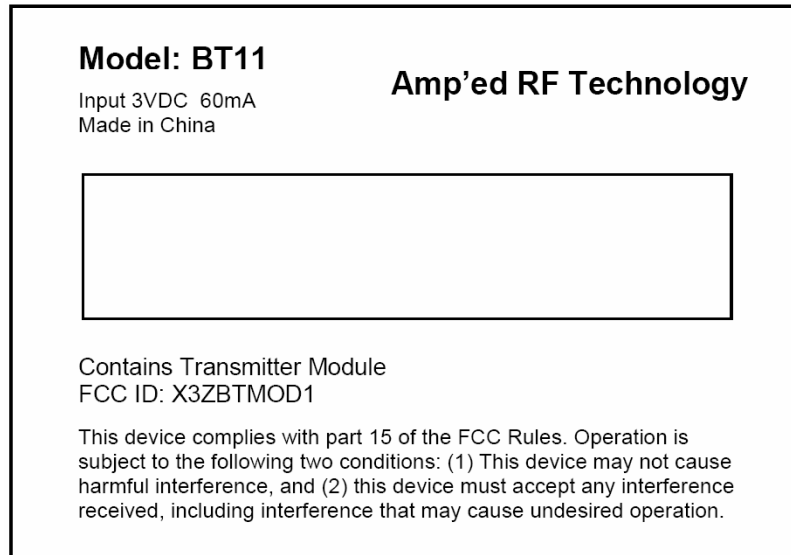 Model: BT11
Amp'ed RF Technology
Input 3VDC 60mA
Made in China
Contains Transmitter Module
FCC ID: X3ZBTMOD1
This device complies with part 15 of the FCC Rules. Operation is
subject to the following two conditions: (1) This device may not cause
harmful interference, and (2) this device must accept any interference
received, including interference that may cause undesired operation.